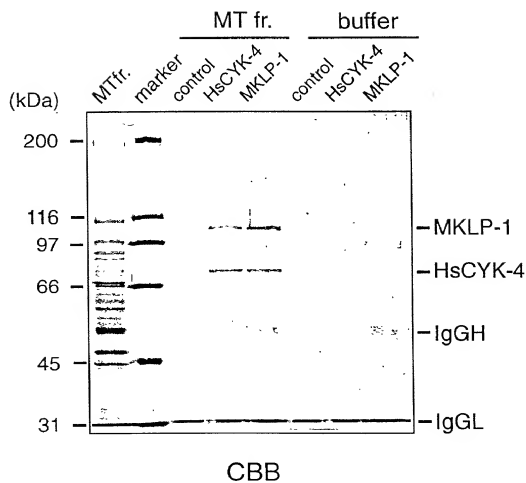 MT fr. buffer
MTfr. marker control HsCYK-4 MKLP-1 control HsCYK-4 MKLP-1
(kDa)
200
116
MKLP-1
97
HsCYK-4
66
IgGH
45
31 IgGL
CBB